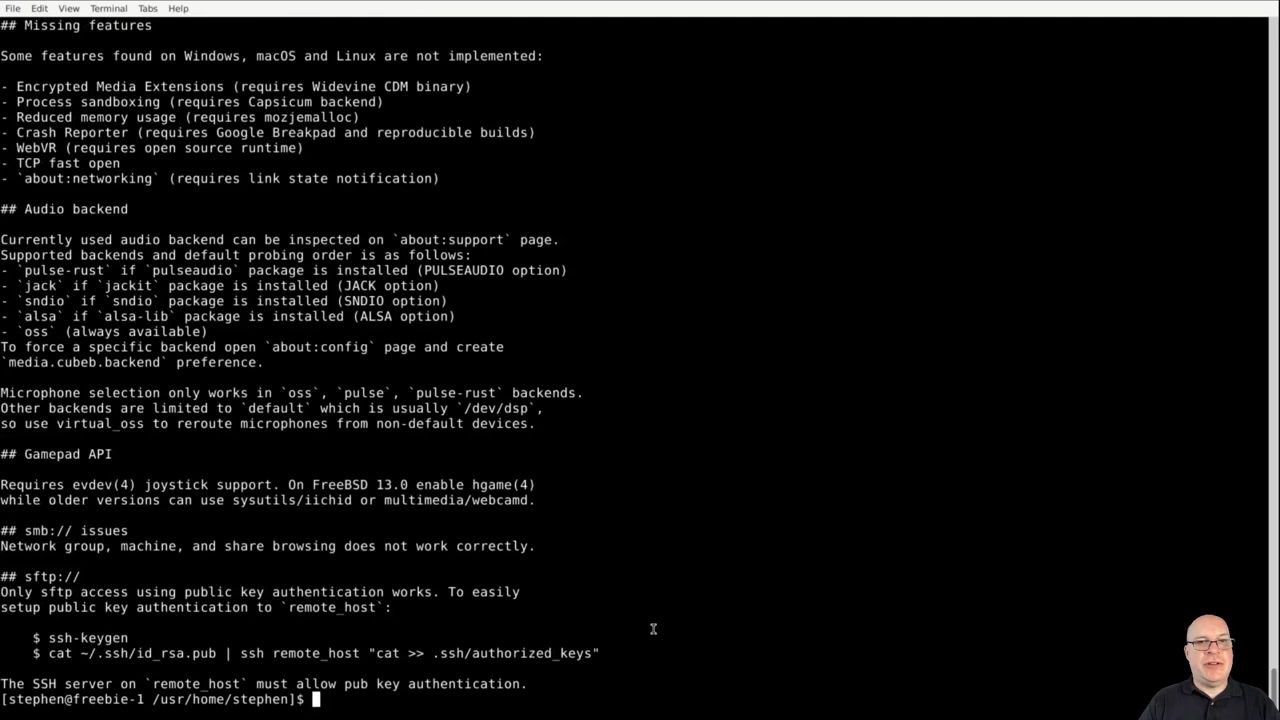 File Edit View Terminal Tabs Help
## Missing features
Some features found on Windows, macOS and Linux are not implemented:
- Encrypted Media Extensions (requires Widevine CDM binary)
- Process sandboxing (requires Capsicum backend)
- Reduced memory usage (requires mozjemalloc)
- Crash Reporter (requires Google Breakpad and reproducible builds)
- WebVR (requires open source runtime)
- TCP fast open
- `about:networking` (requires link state notification)
## Audio backend
Currently used audio backend can be inspected on `about:support` page.
Supported backends and default probing order is as follows:
- `pulse-rust` if `pulseaudio` package is installed (PULSEAUDIO option)
- `jack` if `jackit` package is installed (JACK option)
- `sndio` if `sndio` package is installed (SNDIO option)
- `alsa` if `alsa-lib` package is installed (ALSA option)
- `oss` (always available)
To force a specific backend open `about:config` page and create
`media.cubeb.backend` preference.
Microphone selection only works in `oss`, `pulse`, `pulse-rust` backends.
Other backends are limited to `default` which is usually `/dev/dsp`,
so use virtual_oss to reroute microphones from non-default devices.
## Gamepad API
Requires evdev(4) joystick support. On FreeBSD 13.0 enable hgame(4)
while older versions can use sysutils/iichid or multimedia/webcamd.
## smb:// issues
Network group, machine, and share browsing does not work correctly.
## sftp://
Only sftp access using public key authentication works. To easily
setup public key authentication to `remote_host`:
$ ssh-keygen
$ cat ~/.ssh/id_rsa.pub | ssh remote_host "cat >> .ssh/authorized_keys"
The SSH server on `remote_host` must allow pub key authentication.
[stephen@freebie-1 /usr/home/stephen]$